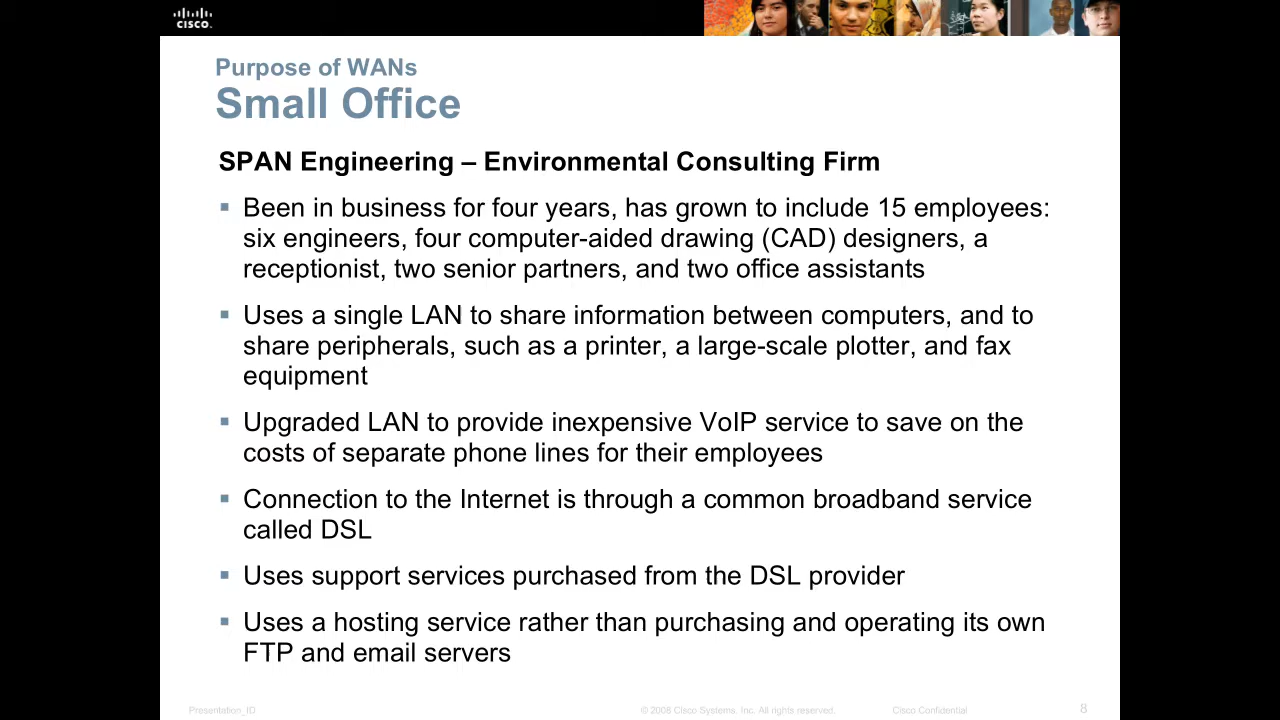 CISCO.
Purpose of WANs
Small Office
SPAN Engineering – Environmental Consulting Firm
▪ Been in business for four years, has grown to include 15 employees:
six engineers, four computer-aided drawing (CAD) designers, a
receptionist, two senior partners, and two office assistants
▪ Uses a single LAN to share information between computers, and to
share peripherals, such as a printer, a large-scale plotter, and fax
equipment
▪ Upgraded LAN to provide inexpensive VoIP service to save on the
costs of separate phone lines for their employees
▪ Connection to the Internet is through a common broadband service
called DSL
▪ Uses support services purchased from the DSL provider
▪ Uses a hosting service rather than purchasing and operating its own
FTP and email servers
Presentation_ID © 2008 Cisco Systems, Inc. All rights reserved. Cisco Confidential 8